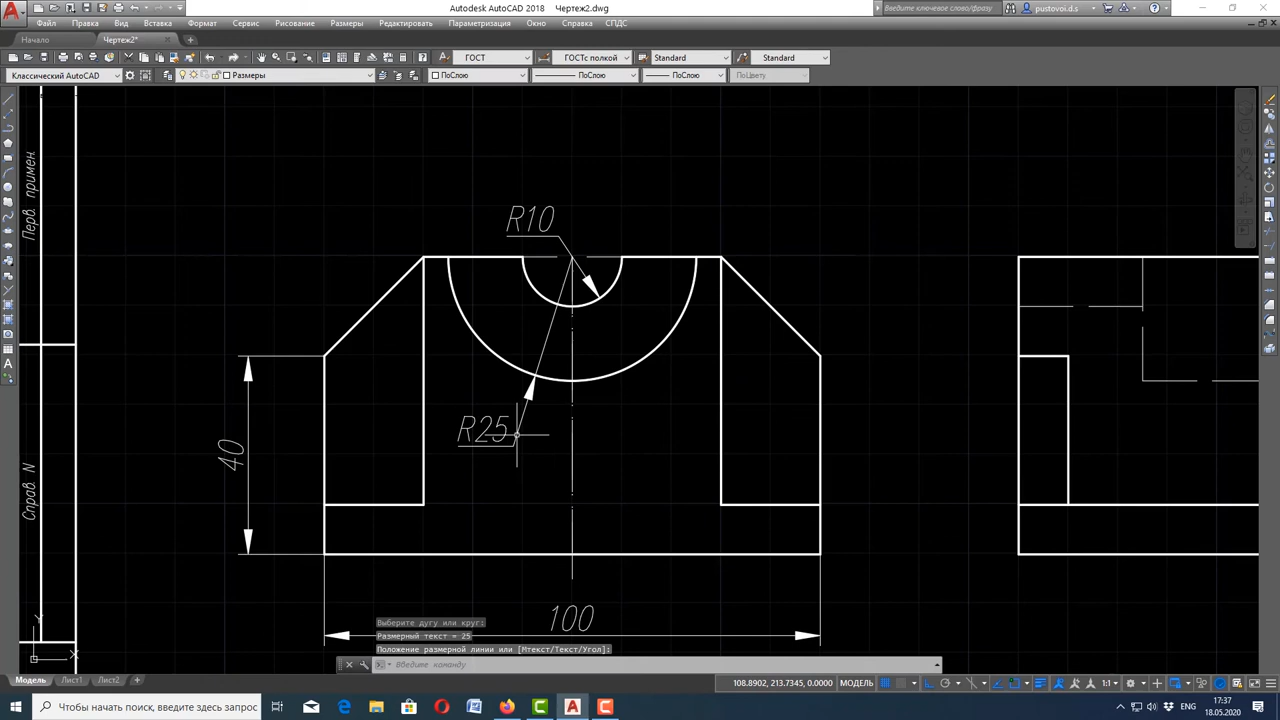 Autodesk AutoCAD 2018 Чертеж2.dwg
Введите ключевое слово/фразу
pustovoi.d.s
Файл Правка Вид Вставка Формат Сервис Рисование Размеры Редактировать Параметризация Окно Справка СПДС
Начало Чертеж2*
ГОСТ ГОСТс полкой Standard Standard
Классический AutoCAD Размеры ПоСлою ПоСлою ПоСлою ПоЦвету
Перв. примен.
Справ. N
R10
R25
40
100
Y
X
Выберите дугу или круг:
Размерный текст = 25
Положение размерной линии или [Мтекст/Текст/Угол]:
Введите команду
Модель Лист1 Лист2 +
108.8902, 213.7345, 0.0000 МОДЕЛЬ 1:1
Чтобы начать поиск, введите здесь запрос
УКР 17:37
18.05.2020